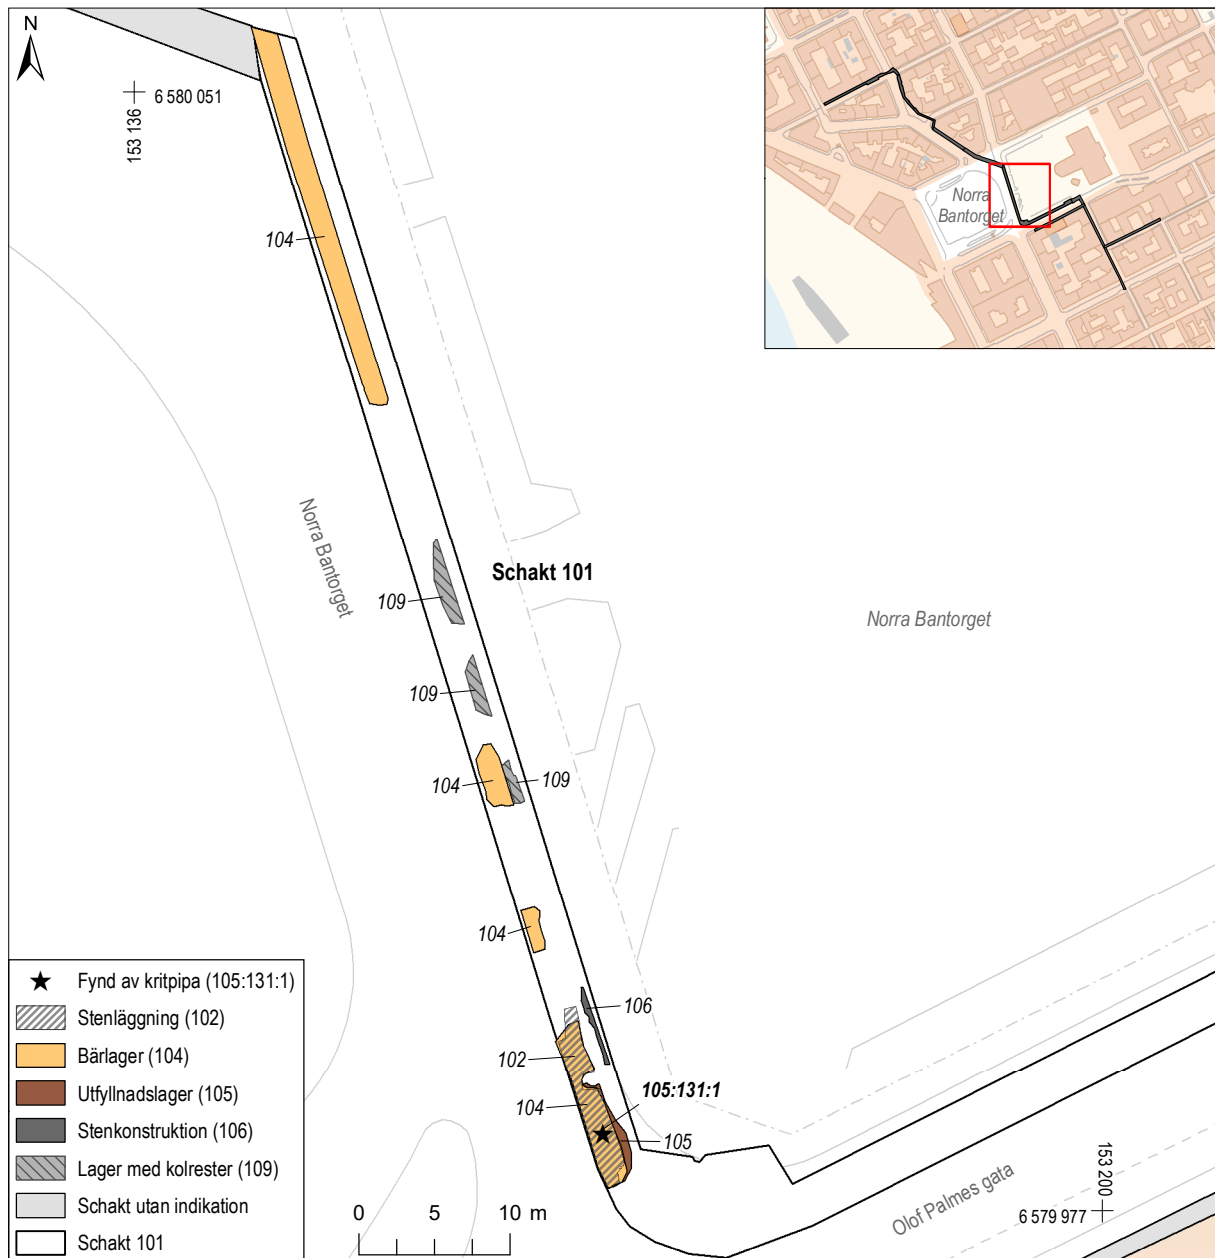 N
6 580 051
153 136
Norra
Bantorget
104
Norra Bantorget
Schakt 101
109
Norra Bantorget
109
104
109
104
106
102
105:131:1
104
105
Fynd av kritpipa (105:131:1)
Stenläggning (102)
Bärlager (104)
Utfyllnadslager (105)
Stenkonstruktion (106)
Lager med kolrester (109)
Schakt utan indikation
Schakt 101
0 5 10 m
Olof Palmes gata
153 200
6 579 977